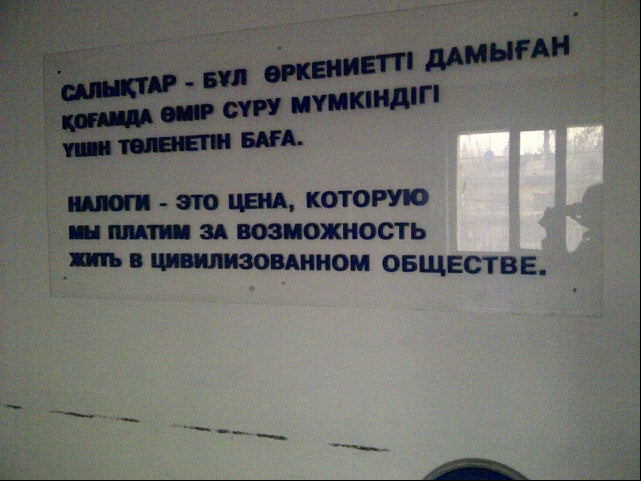 САЛЫҚТАР - БҰЛ ӨРКЕНИЕТТІ ДАМЫҒАН
ҚОҒАМДА ӨМІР СҮРУ МҮМКІНДІГІ
ҮШІН ТӨЛЕНЕТІН БАҒА.
НАЛОГИ - ЭТО ЦЕНА, КОТОРУЮ
МЫ ПЛАТИМ ЗА ВОЗМОЖНОСТЬ
ЖИТЬ В ЦИВИЛИЗОВАННОМ ОБЩЕСТВЕ.